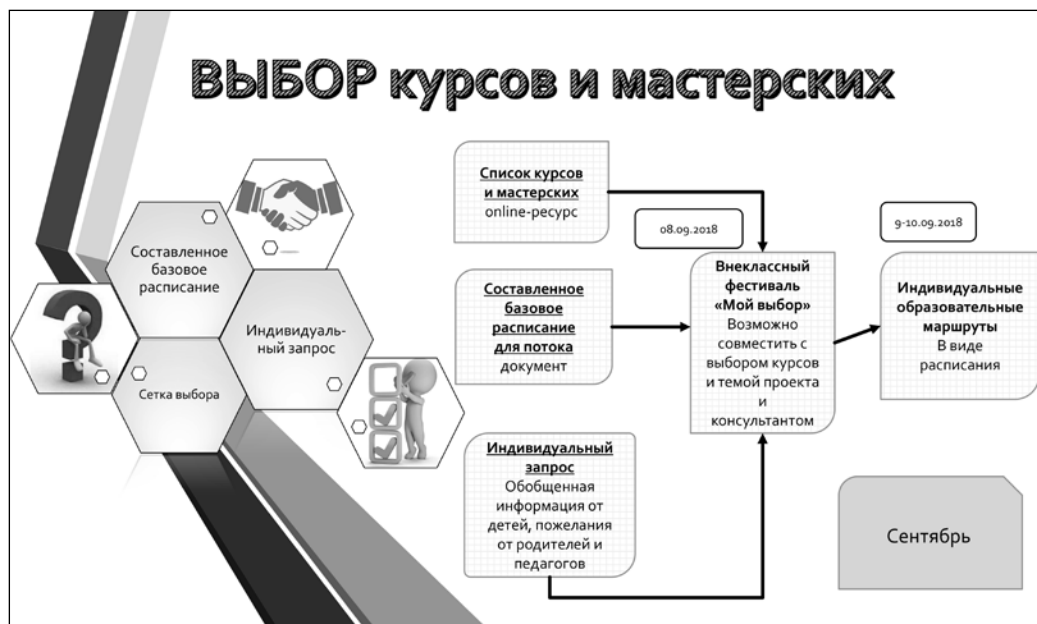 ВЫБОР курсов и мастерских
Составленное
базовое
расписание
Индивидуаль-
ный запрос
Сетка выбора
Список курсов
и мастерских
online-ресурс
Составленное
базовое
расписание
для потока
документ
Индивидуальный
запрос
Обобщенная
информация от
детей, пожелания
от родителей и
педагогов
08.09.2018
Внеклассный
фестиваль
«Мой выбор»
Возможно
совместить с
выбором курсов
и темой проекта
и
консультантом
9-10.09.2018
Индивидуальные
образовательные
маршруты
В виде
расписания
Сентябрь